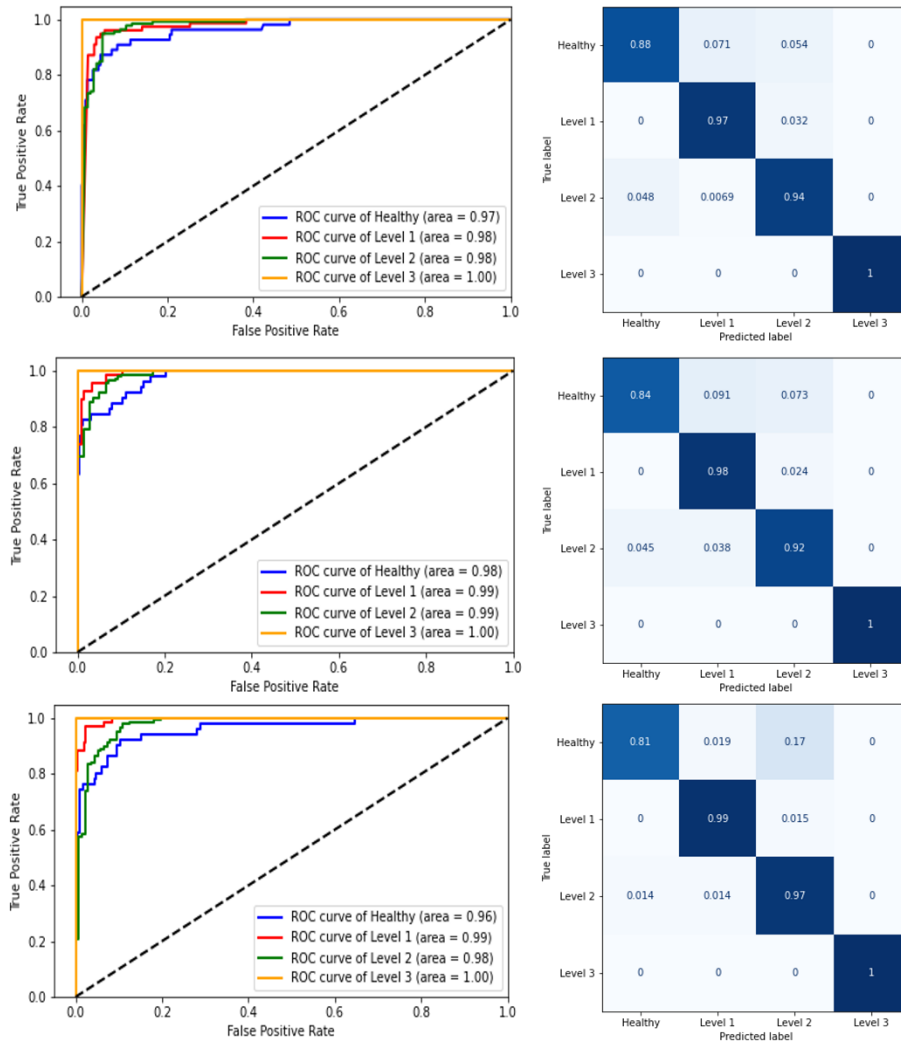 1.0
0.8
0.6
0.4
0.2
0.0
True Positive Rate
ROC curve of Healthy (area = 0.97)
ROC curve of Level 1 (area = 0.98)
ROC curve of Level 2 (area = 0.98)
ROC curve of Level 3 (area = 1.00)
0.0 0.2 0.4 0.6 0.8 1.0
False Positive Rate
True label
Healthy 0.88 0.071 0.054 0
Level 1 0 0.97 0.032 0
Level 2 0.048 0.0069 0.94 0
Level 3 0 0 0 1
Healthy Level 1 Level 2 Level 3
Predicted label
1.0
0.8
0.6
0.4
0.2
0.0
True Positive Rate
ROC curve of Healthy (area = 0.98)
ROC curve of Level 1 (area = 0.99)
ROC curve of Level 2 (area = 0.99)
ROC curve of Level 3 (area = 1.00)
0.0 0.2 0.4 0.6 0.8 1.0
False Positive Rate
True label
Healthy 0.84 0.091 0.073 0
Level 1 0 0.98 0.024 0
Level 2 0.045 0.038 0.92 0
Level 3 0 0 0 1
Healthy Level 1 Level 2 Level 3
Predicted label
1.0
0.8
0.6
0.4
0.2
0.0
True Positive Rate
ROC curve of Healthy (area = 0.96)
ROC curve of Level 1 (area = 0.99)
ROC curve of Level 2 (area = 0.98)
ROC curve of Level 3 (area = 1.00)
0.0 0.2 0.4 0.6 0.8 1.0
False Positive Rate
True label
Healthy 0.81 0.019 0.17 0
Level 1 0 0.99 0.015 0
Level 2 0.014 0.014 0.97 0
Level 3 0 0 0 1
Healthy Level 1 Level 2 Level 3
Predicted label